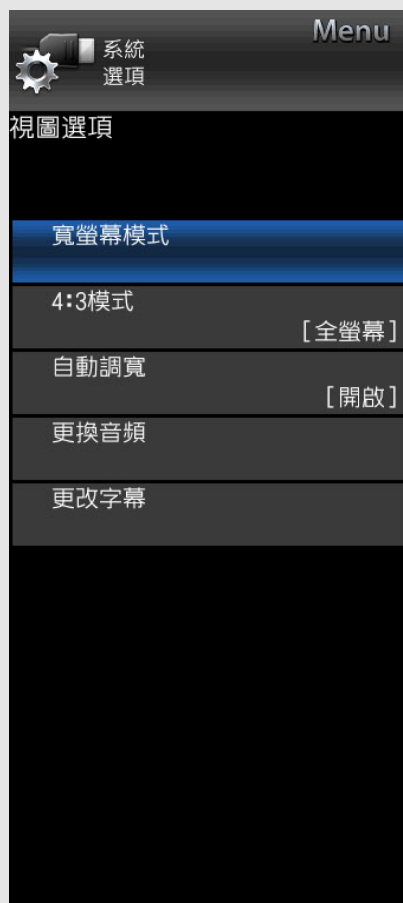 Menu
系統
選項
視圖選項
寬螢幕模式
4:3模式
[全螢幕]
自動調寬
[開啟]
更換音頻
更改字幕